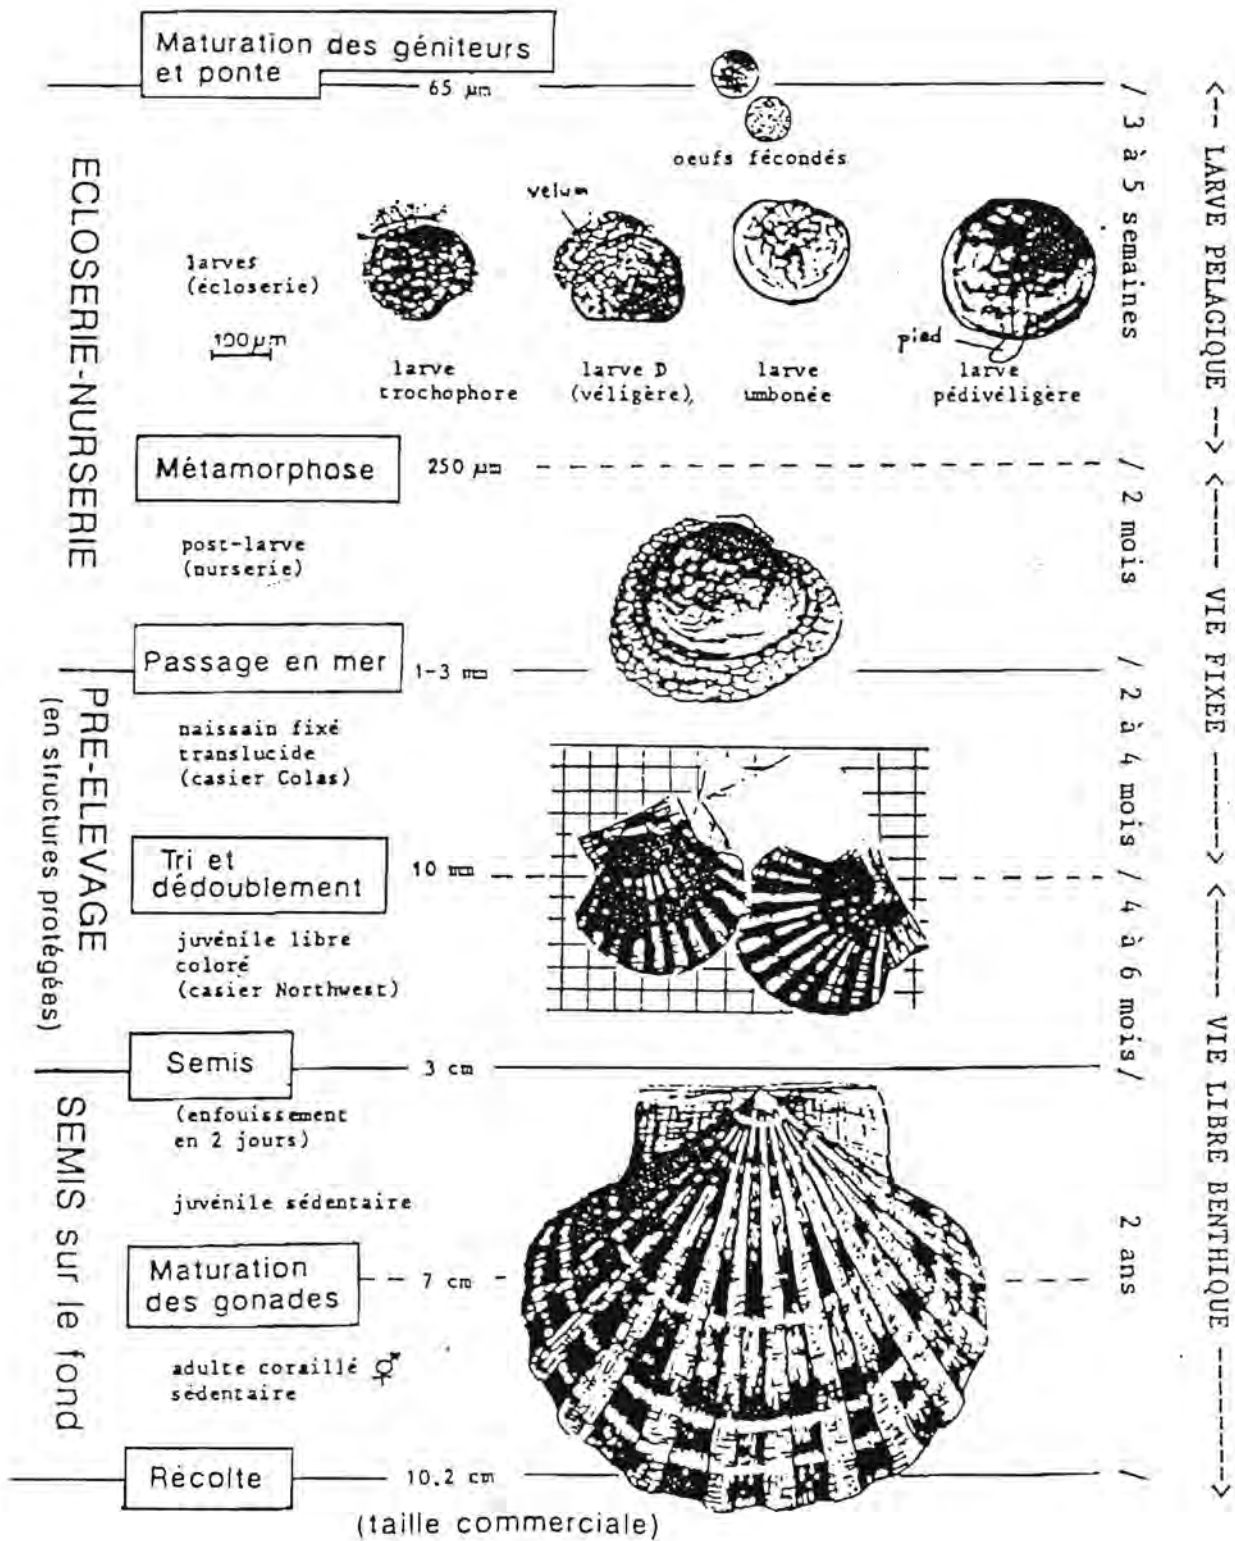 Maturation des géniteurs
et ponte
65 µm
oeufs fécondés
velum
larves
(écloserie)
100µm
pied
larve
trochophore
larve D
(véligère)
larve
umbonée
larve
pédivéligère
Métamorphose
250 µm
post-larve
(nurserie)
Passage en mer
1-3 mm
naissain fixé
translucide
(casier Colas)
Tri et
dédoublement
10 mm
juvénile libre
coloré
(casier Northwest)
Semis
3 cm
(enfouissement
en 2 jours)
juvénile sédentaire
Maturation
des gonades
7 cm
adulte coraillé ⚥
sédentaire
Récolte
10.2 cm
(taille commerciale)
ECLOSERIE-NURSERIE
PRE-ELEVAGE
(en structures protégées)
SEMIS sur le fond
/ 3 à 5 semaines / 2 mois / 2 à 4 mois / 4 à 6 mois / 2 ans /
<-- LARVE PELAGIQUE --> <----- VIE FIXEE ------> <------ VIE LIBRE BENTHIQUE -------->